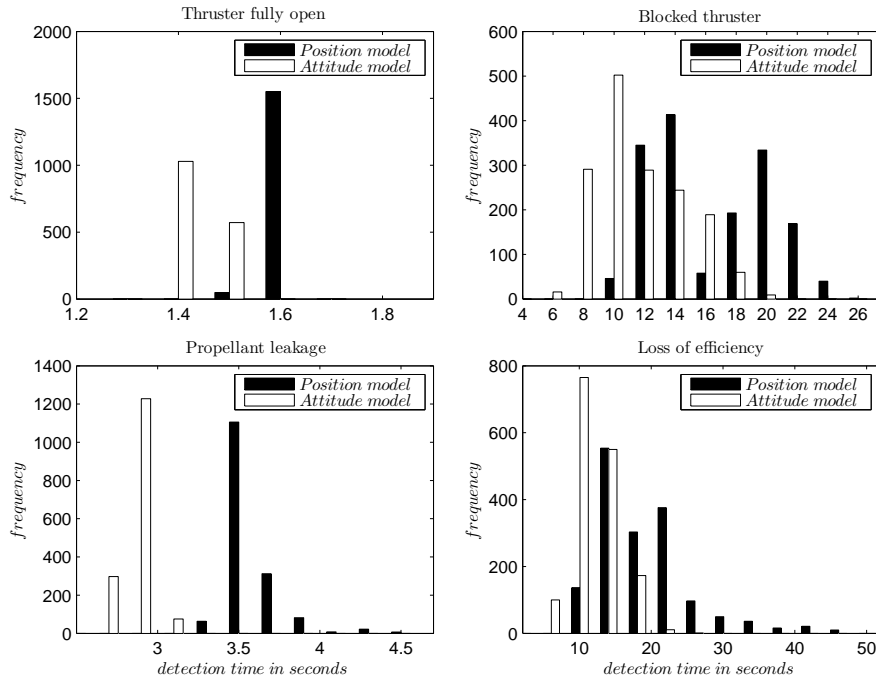 Thruster fully open
2000
1500
1000
500
0
frequency
Position model
Attitude model
1.2 1.4 1.6 1.8
Blocked thruster
600
500
400
300
200
100
0
frequency
Position model
Attitude model
4 6 8 10 12 14 16 18 20 22 24 26
Propellant leakage
1400
1200
1000
800
600
400
200
0
frequency
Position model
Attitude model
3 3.5 4 4.5
detection time in seconds
Loss of efficiency
800
600
400
200
0
frequency
Position model
Attitude model
10 20 30 40 50
detection time in seconds